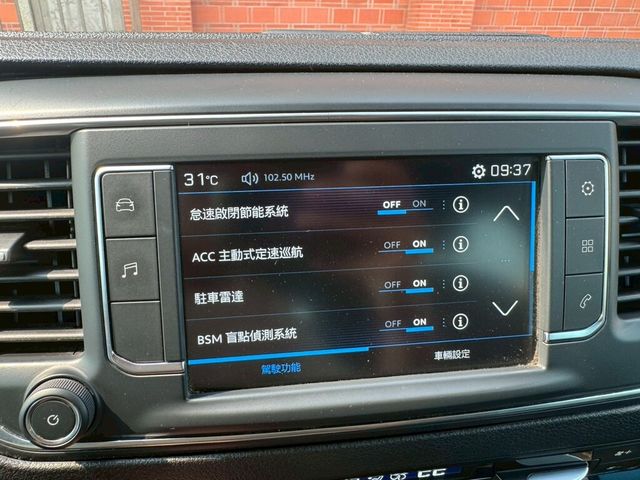 31°C 102.50 MHz 09:37
怠速啟閉節能系統 OFF ON
ACC 主動式定速巡航 OFF ON
駐車雷達 OFF ON
BSM 盲點偵測系統 OFF ON
駕駛功能 車輛設定